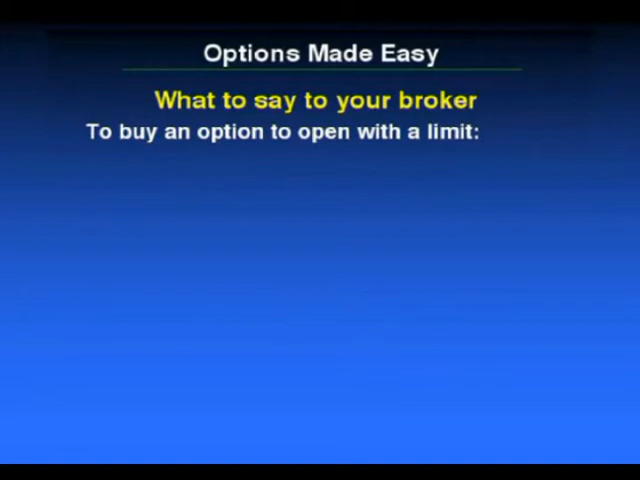 Options Made Easy
What to say to your broker
To buy an option to open with a limit: